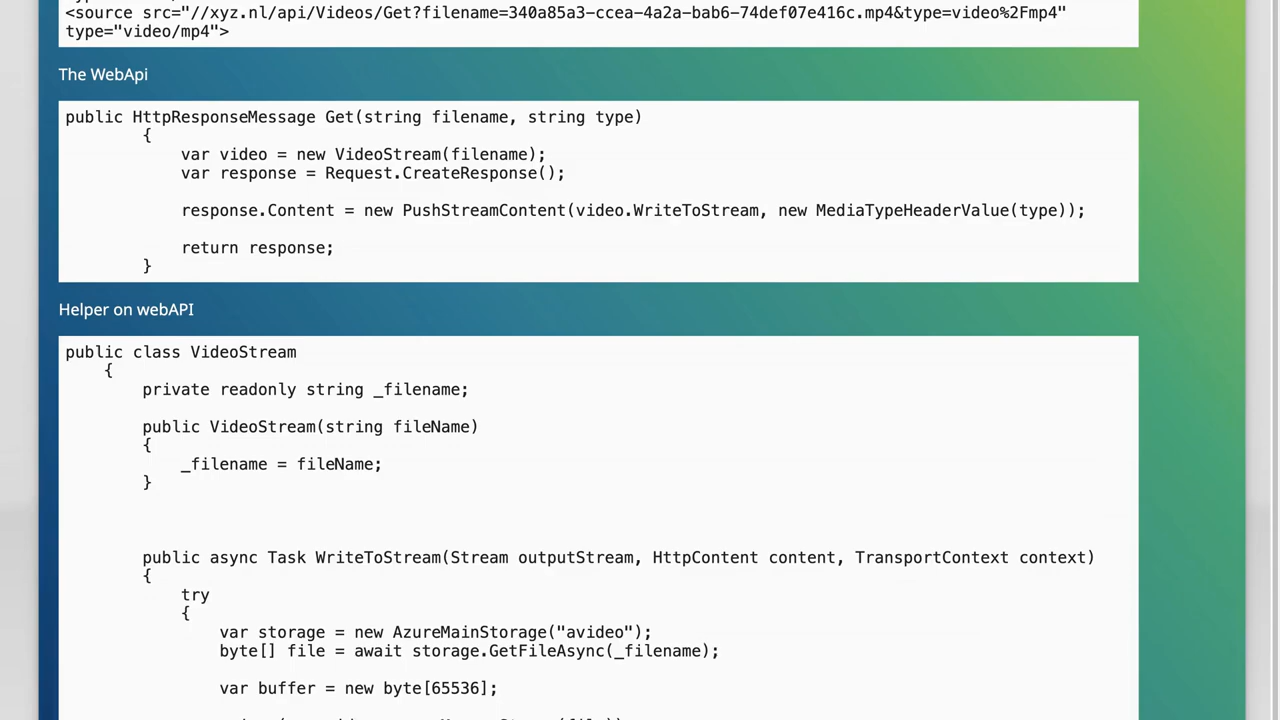 <source src="//xyz.nl/api/Videos/Get?filename=340a85a3-ccea-4a2a-bab6-74def07e416c.mp4&type=video%2Fmp4"
type="video/mp4">
The WebApi
public HttpResponseMessage Get(string filename, string type)
{
var video = new VideoStream(filename);
var response = Request.CreateResponse();
response.Content = new PushStreamContent(video.WriteToStream, new MediaTypeHeaderValue(type));
return response;
}
Helper on webAPI
public class VideoStream
{
private readonly string _filename;
public VideoStream(string fileName)
{
_filename = fileName;
}
public async Task WriteToStream(Stream outputStream, HttpContent content, TransportContext context)
{
try
{
var storage = new AzureMainStorage("avideo");
byte[] file = await storage.GetFileAsync(_filename);
var buffer = new byte[65536];